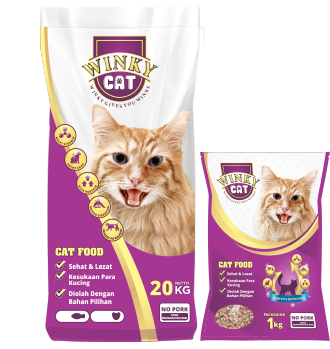 WINKY
CAT
WINKY GIVES YOU WINKS
CAT FOOD
Sehat & Lezat
Kesukaan Para
Kucing
Diolah Dengan
Bahan Pilihan
NETTO
20 KG
NO PORK
WINKY
CAT
CAT FOOD
Sehat & Lezat
Kesukaan Para
Kucing
Diolah Dengan
Bahan Pilihan
PACKAGING
1kg
NO PORK